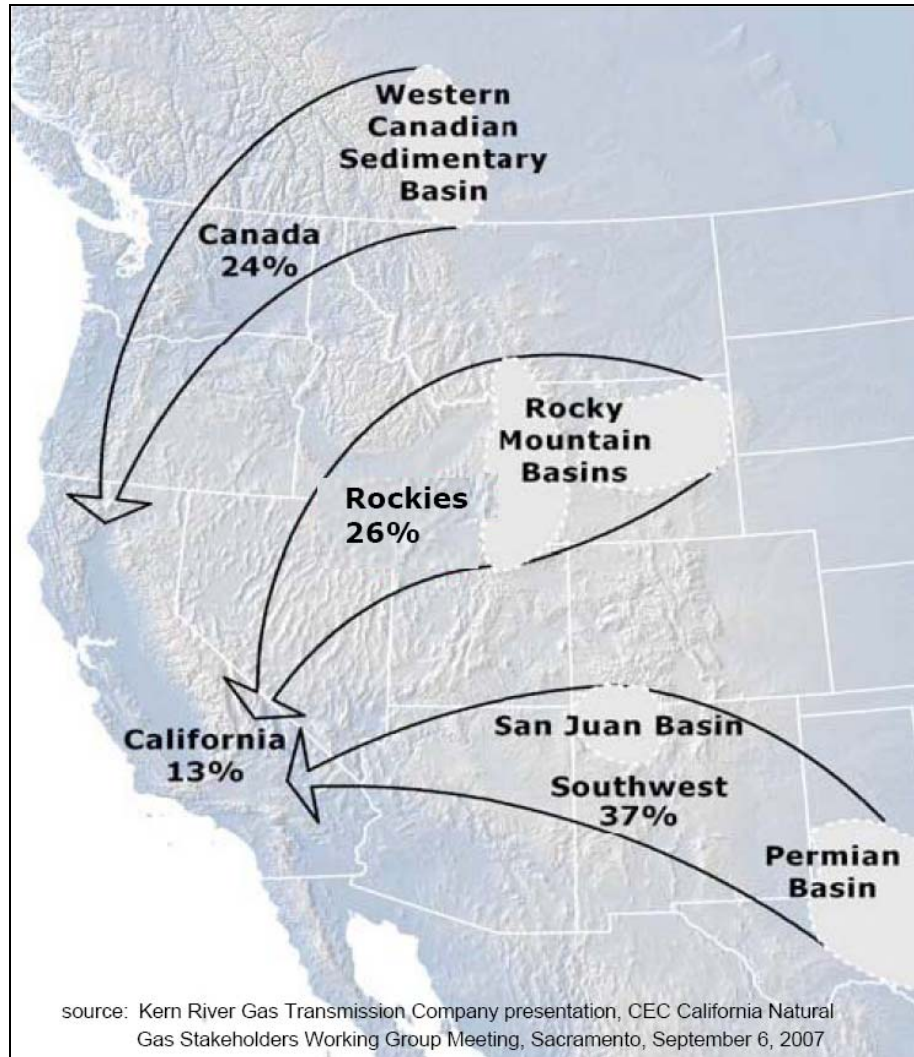 Western
Canadian
Sedimentary
Basin
Canada
24%
Rocky
Mountain
Basins
Rockies
26%
San Juan Basin
California
13%
Southwest
37%
Permian
Basin
source: Kern River Gas Transmission Company presentation, CEC California Natural
Gas Stakeholders Working Group Meeting, Sacramento, September 6, 2007